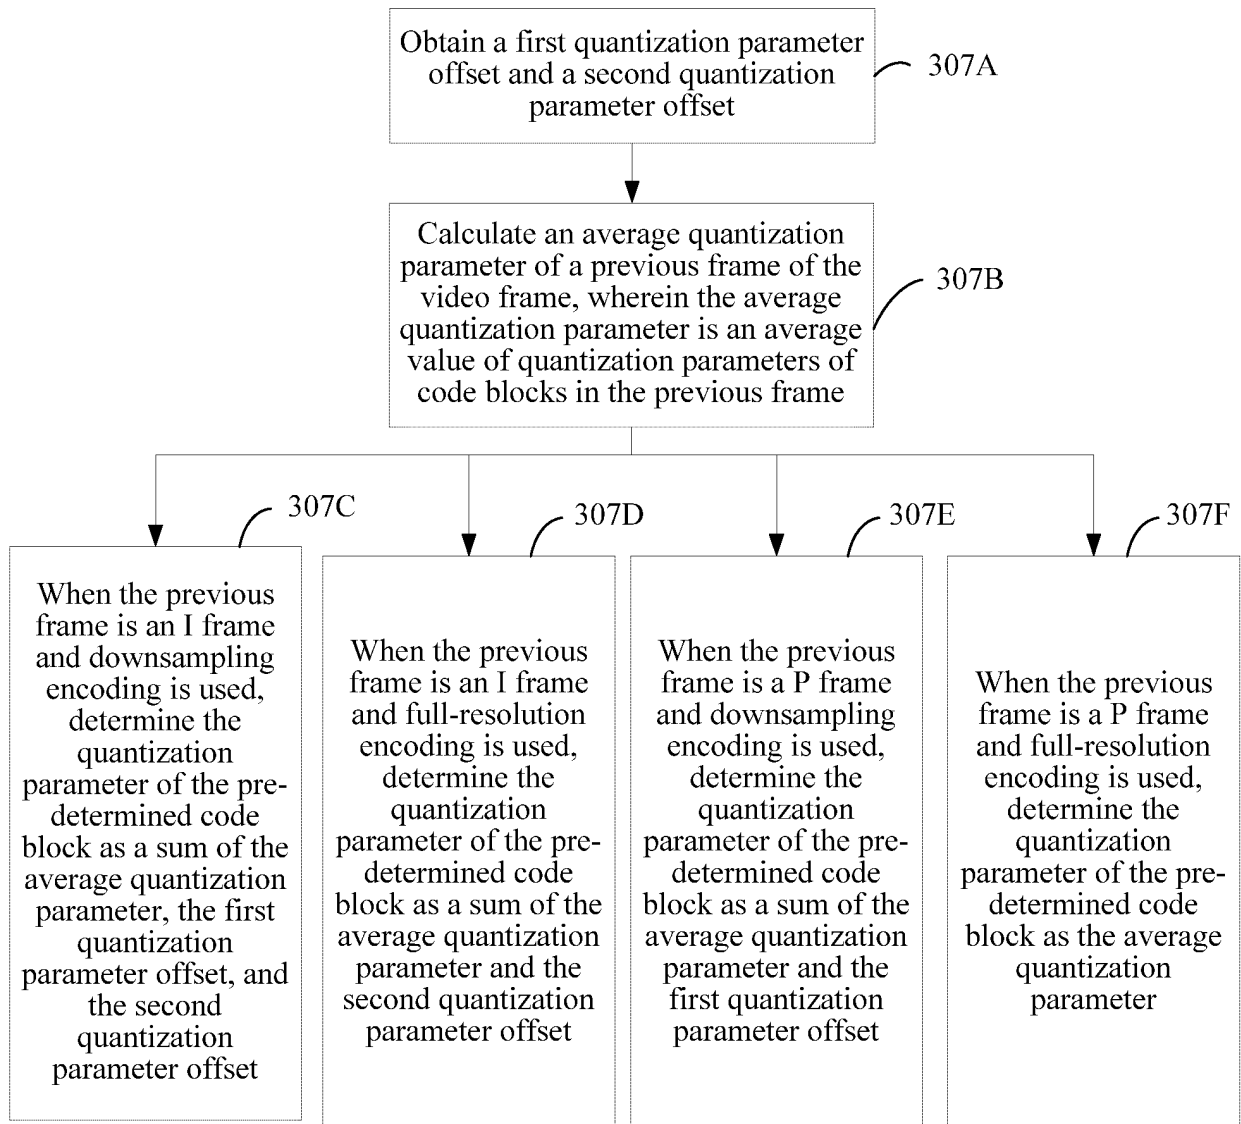 Obtain a first quantization parameter
offset and a second quantization
parameter offset
307A
Calculate an average quantization
parameter of a previous frame of the
video frame, wherein the average
quantization parameter is an average
value of quantization parameters of
code blocks in the previous frame
307B
307C
When the previous
frame is an I frame
and downsampling
encoding is used,
determine the
quantization
parameter of the pre-
determined code
block as a sum of the
average quantization
parameter, the first
quantization
parameter offset, and
the second
quantization
parameter offset
307D
When the previous
frame is an I frame
and full-resolution
encoding is used,
determine the
quantization
parameter of the pre-
determined code
block as a sum of the
average quantization
parameter and the
second quantization
parameter offset
307E
When the previous
frame is a P frame
and downsampling
encoding is used,
determine the
quantization
parameter of the pre-
determined code
block as a sum of the
average quantization
parameter and the
first quantization
parameter offset
307F
When the previous
frame is a P frame
and full-resolution
encoding is used,
determine the
quantization
parameter of the pre-
determined code
block as the average
quantization
parameter